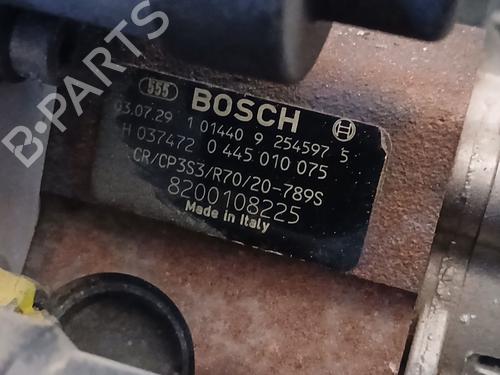 555 BOSCH
03.07.29 1 01440 9 254597 5
H 037472 0 445 010 075
CR/CP3S3/R70/20-789S
8200108225
Made in Italy
B-PARTS